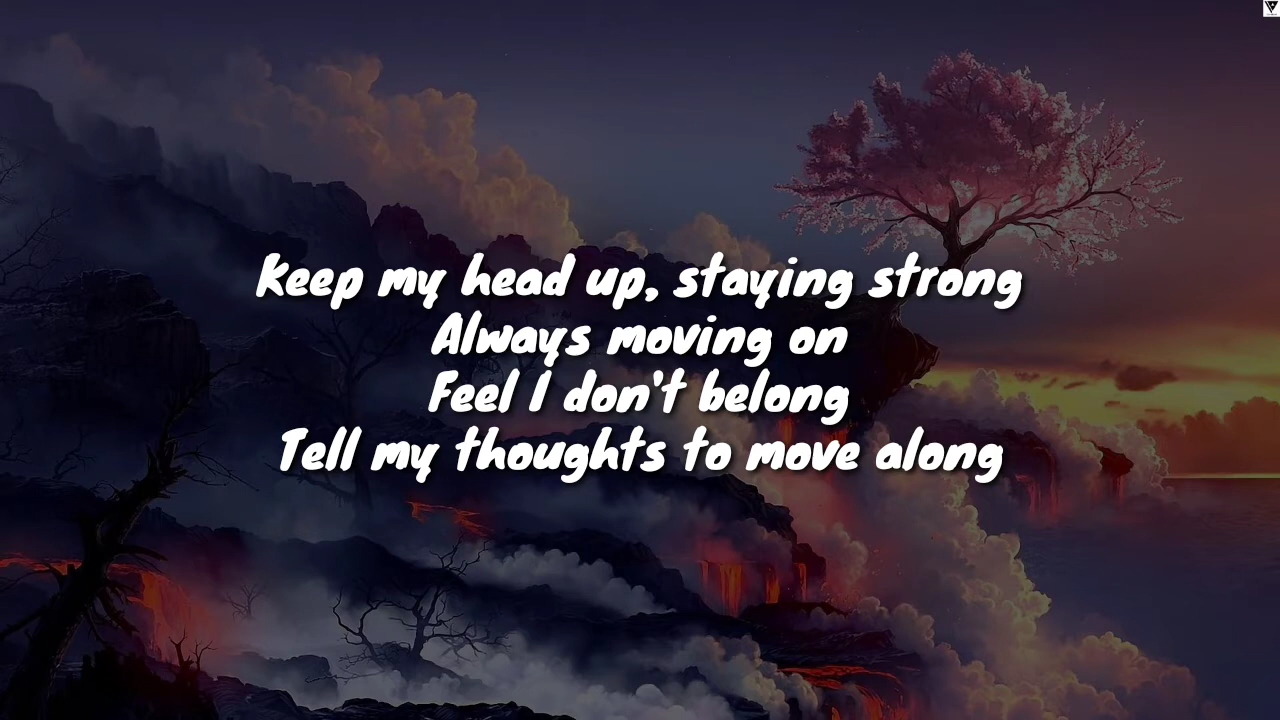 Keep my head up, staying strong
Always moving on
Feel I don't belong
Tell my thoughts to move along